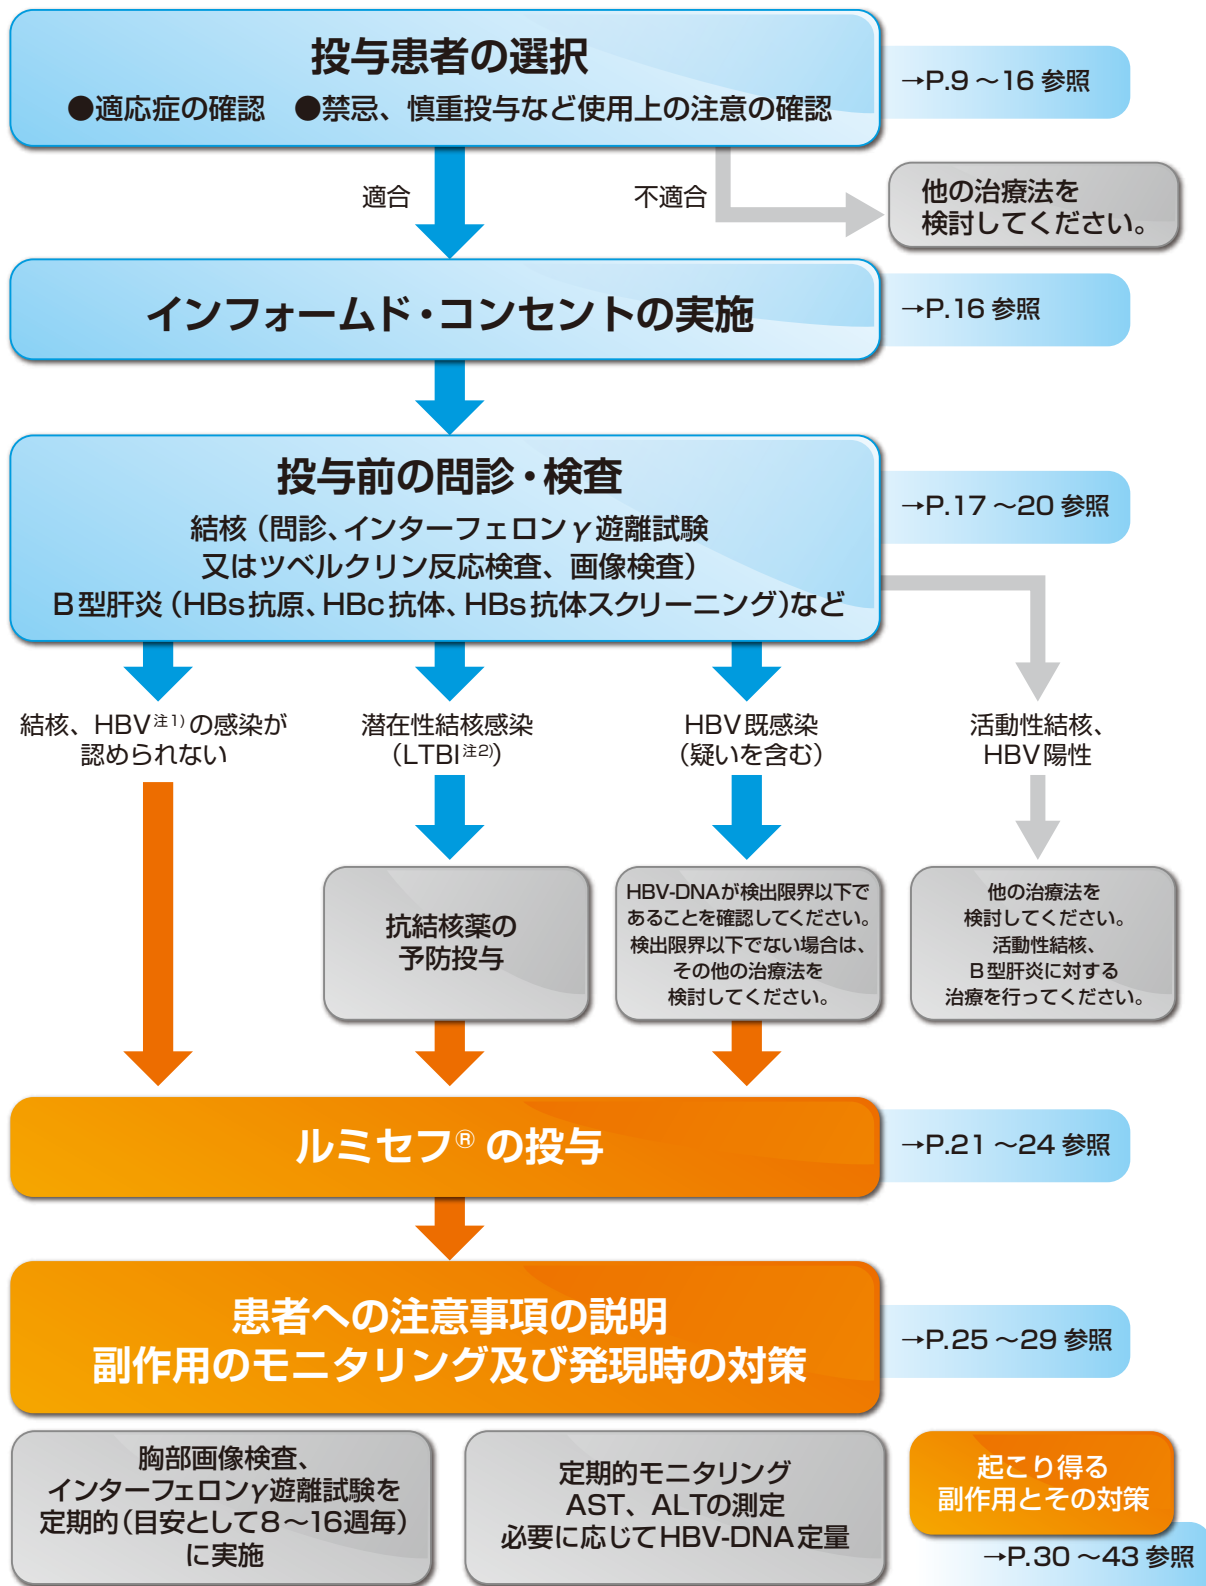 投与患者の選択
●適応症の確認 ●禁忌、慎重投与など使用上の注意の確認
→P.9～16 参照
適合
不適合
他の治療法を
検討してください。
インフォームド・コンセントの実施
→P.16 参照
投与前の問診・検査
結核（問診、インターフェロンγ遊離試験
又はツベルクリン反応検査、画像検査）
B型肝炎（HBs抗原、HBc抗体、HBs抗体スクリーニング）など
→P.17～20 参照
結核、HBV注1)の感染が
認められない
潜在性結核感染
（LTBI注2)）
HBV既感染
（疑いを含む）
活動性結核、
HBV陽性
抗結核薬の
予防投与
HBV-DNAが検出限界以下で
あることを確認してください。
検出限界以下でない場合は、
その他の治療法を
検討してください。
他の治療法を
検討してください。
活動性結核、
B型肝炎に対する
治療を行ってください。
ルミセフ® の投与
→P.21～24 参照
患者への注意事項の説明
副作用のモニタリング及び発現時の対策
→P.25～29 参照
胸部画像検査、
インターフェロンγ遊離試験を
定期的（目安として8～16週毎）
に実施
定期的モニタリング
AST、ALTの測定
必要に応じてHBV-DNA定量
起こり得る
副作用とその対策
→P.30～43 参照